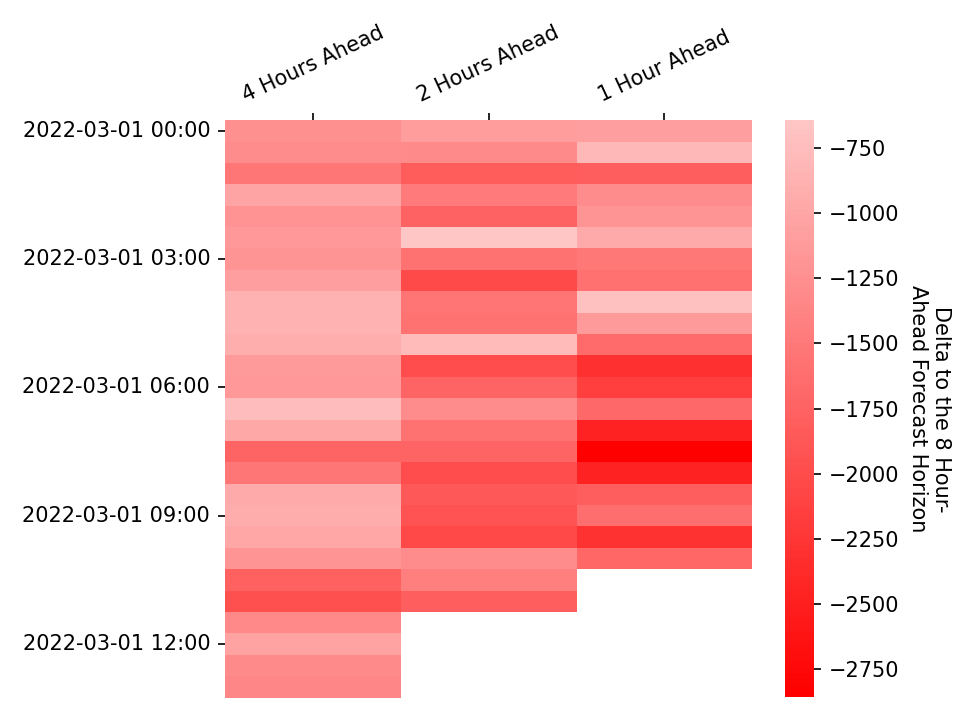 4 Hours Ahead
2 Hours Ahead
1 Hour Ahead
2022-03-01 00:00
2022-03-01 03:00
2022-03-01 06:00
2022-03-01 09:00
2022-03-01 12:00
−750
−1000
−1250
−1500
−1750
−2000
−2250
−2500
−2750
Delta to the 8 Hour-
Ahead Forecast Horizon